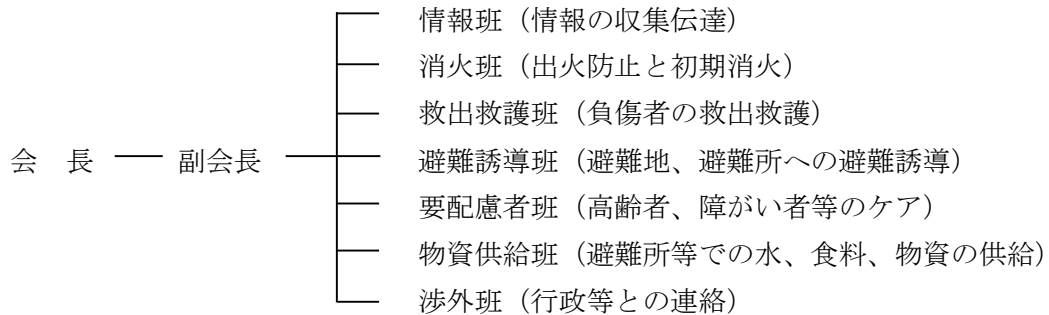 情報班（情報の収集伝達）
消火班（出火防止と初期消火）
救出救護班（負傷者の救出救護）
会　長 副会長 避難誘導班（避難地、避難所への避難誘導）
要配慮者班（高齢者、障がい者等のケア）
物資供給班（避難所等での水、食料、物資の供給）
渉外班（行政等との連絡）